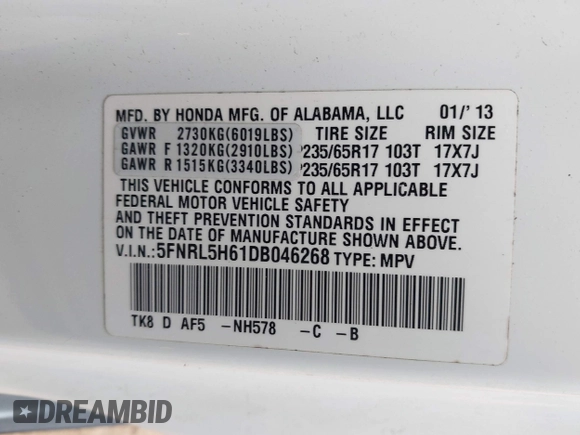 MFD. BY HONDA MFG. OF ALABAMA, LLC 01/' 13
GVWR 2730KG(6019LBS) TIRE SIZE RIM SIZE
GAWR F 1320KG(2910LBS) P235/65R17 103T 17X7J
GAWR R 1515KG(3340LBS) P235/65R17 103T 17X7J
THIS VEHICLE CONFORMS TO ALL APPLICABLE
FEDERAL MOTOR VEHICLE SAFETY
AND THEFT PREVENTION STANDARDS IN EFFECT
ON THE DATE OF MANUFACTURE SHOWN ABOVE.
V.I.N.:5FNRL5H61DB046268 TYPE: MPV
TK8 D AF5 -NH578 -C -B
DREAMBID